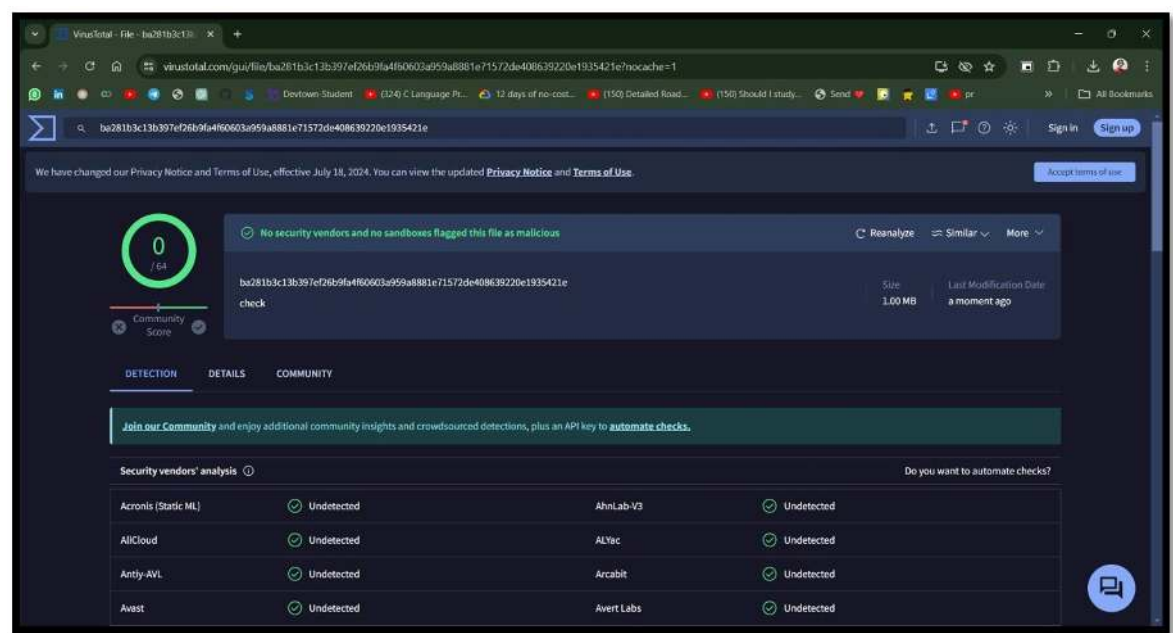 VirusTotal - File - ba281b3c13b
virustotal.com/gui/file/ba281b3c13b397ef26b9fa4f60603a959a8881e71572de408639220e1935421e?nocache=1
Devtown-Student (324) C Language Pr... 12 days of no-cost... (150) Detailed Road... (150) Should I study... Send pr » All Bookmarks
ba281b3c13b397ef26b9fa4f60603a959a8881e71572de408639220e1935421e Sign in Sign up
We have changed our Privacy Notice and Terms of Use, effective July 18, 2024. You can view the updated Privacy Notice and Terms of Use. Accept terms of use
0
/ 64
No security vendors and no sandboxes flagged this file as malicious Reanalyze Similar More
ba281b3c13b397ef26b9fa4f60603a959a8881e71572de408639220e1935421e
check
Size
1.00 MB
Last Modification Date
a moment ago
Community
Score
DETECTION DETAILS COMMUNITY
Join our Community and enjoy additional community insights and crowdsourced detections, plus an API key to automate checks.
Security vendors' analysis Do you want to automate checks?
Acronis (Static ML) Undetected AhnLab-V3 Undetected
AliCloud Undetected ALYac Undetected
Antiy-AVL Undetected Arcabit Undetected
Avast Undetected Avert Labs Undetected